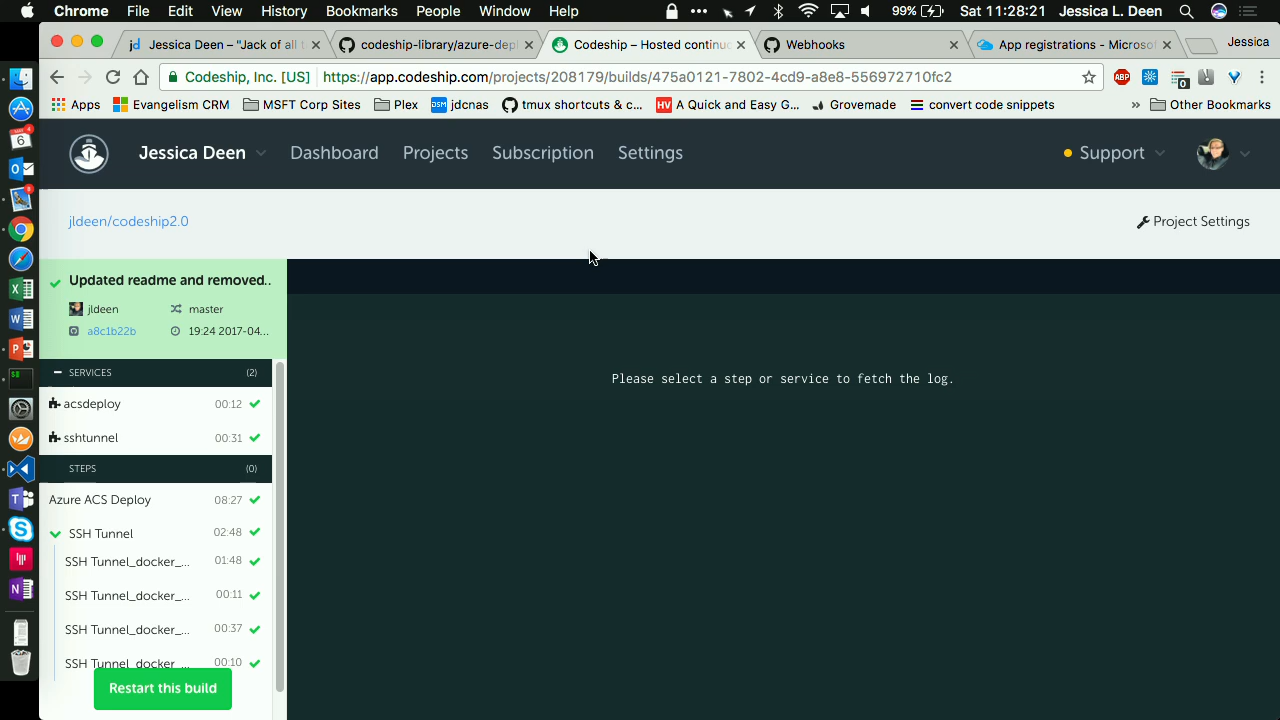 Chrome File Edit View History Bookmarks People Window Help 99% Sat 11:28:21 Jessica L. Deen
Jessica Deen – "Jack of all
codeship-library/azure-dep
Codeship – Hosted continuo
Webhooks
App registrations - Microsof
Jessica
Codeship, Inc. [US] https://app.codeship.com/projects/208179/builds/475a0121-7802-4cd9-a8e8-556972710fc2
ABP
0
Apps Evangelism CRM MSFT Corp Sites Plex jdcnas tmux shortcuts & c... HV A Quick and Easy G... Grovemade convert code snippets » Other Bookmarks
6
Jessica Deen Dashboard Projects Subscription Settings Support
jldeen/codeship2.0 Project Settings
Updated readme and removed..
jldeen master
a8c1b22b 19:24 2017-04...
SERVICES (2)
acsdeploy 00:12
sshtunnel 00:31
STEPS (0)
Azure ACS Deploy 08:27
SSH Tunnel 02:48
SSH Tunnel_docker_... 01:48
SSH Tunnel_docker_... 00:11
SSH Tunnel_docker_... 00:37
SSH Tunnel_docker_... 00:10
Restart this build
Please select a step or service to fetch the log.